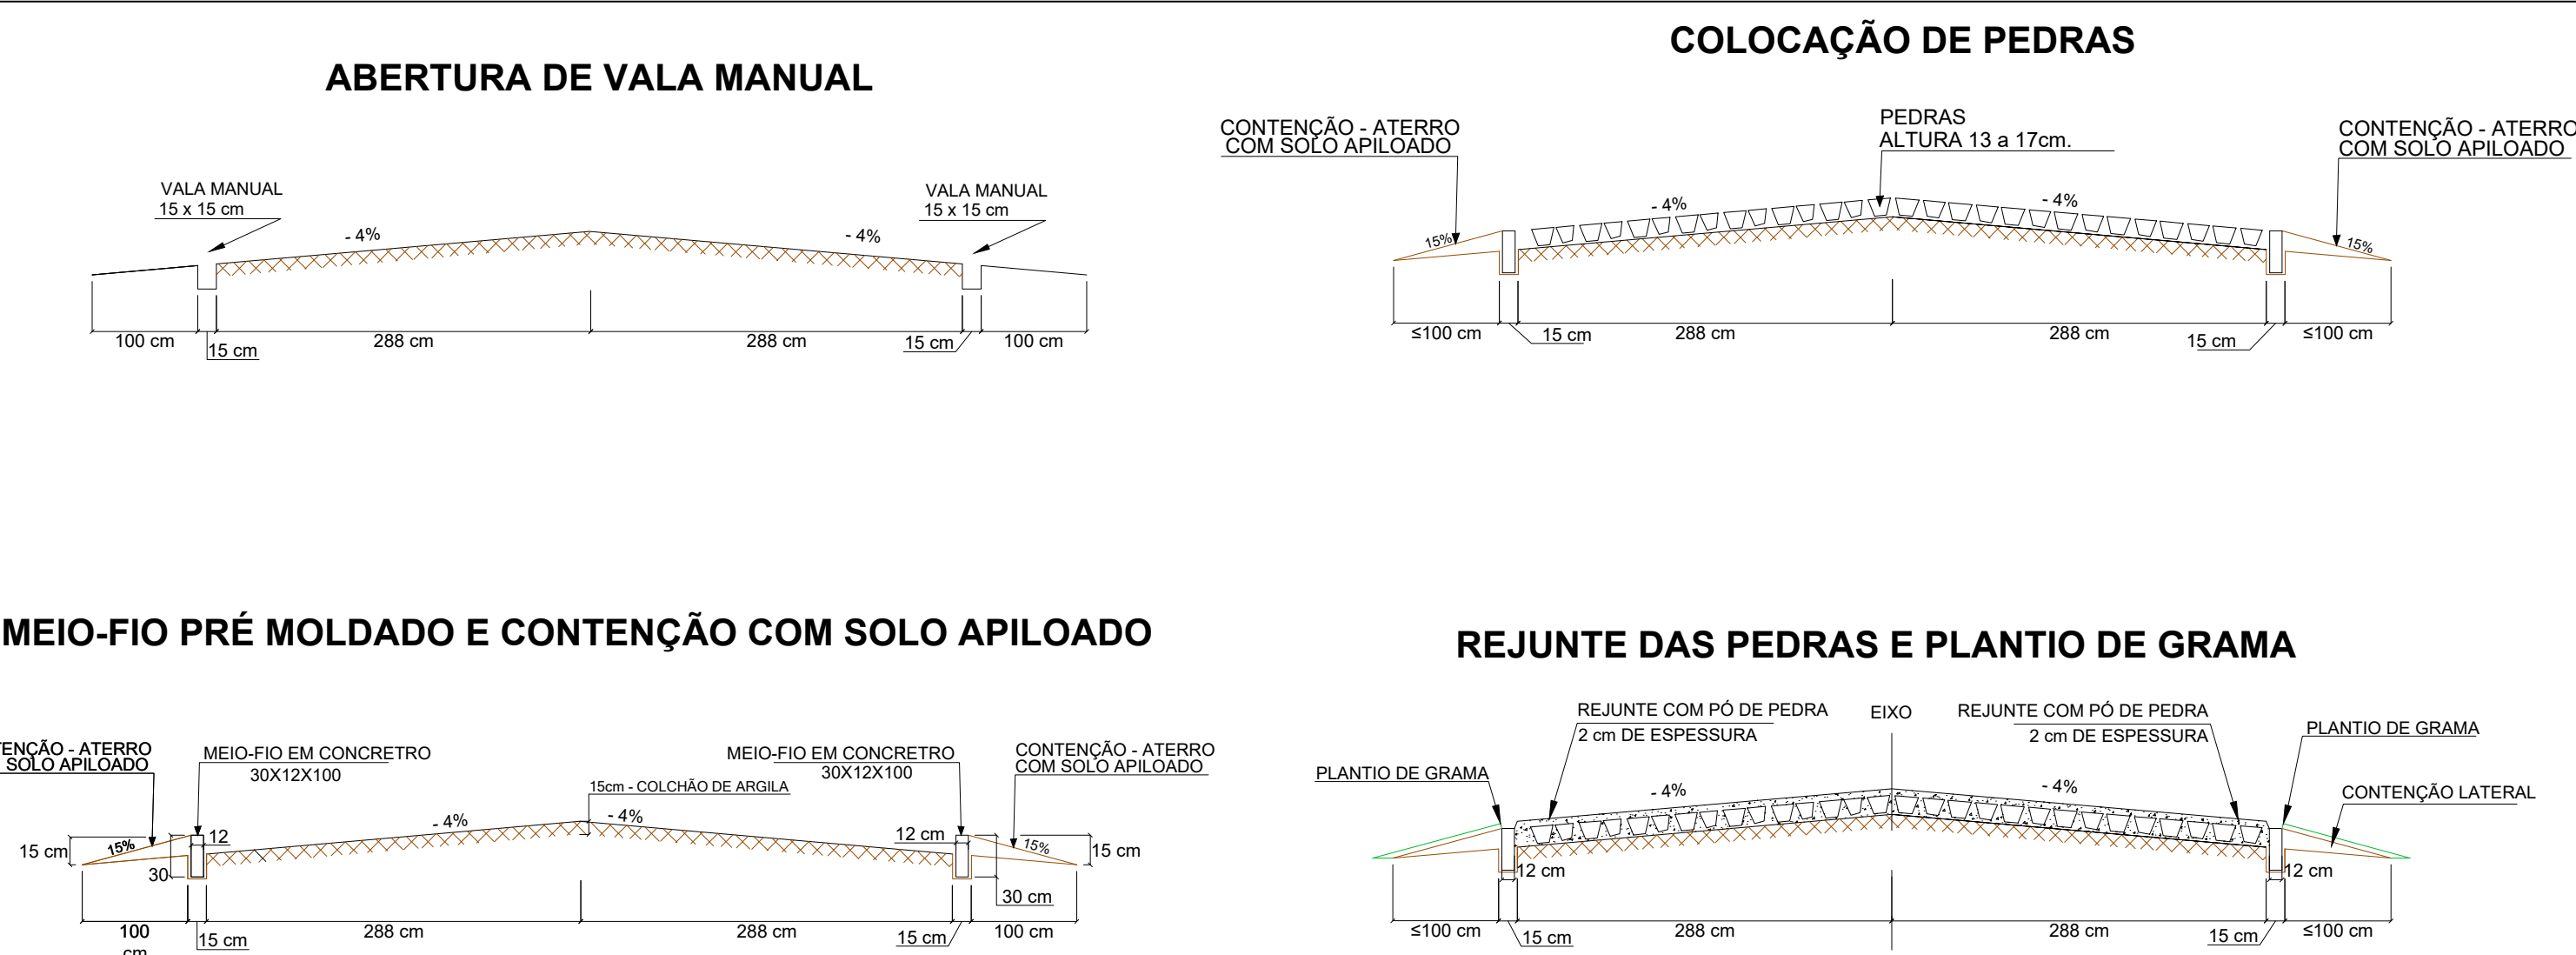 ABERTURA DE VALA MANUAL
VALA MANUAL
15 x 15 cm
VALA MANUAL
15 x 15 cm
- 4%
- 4%
100 cm
15 cm
288 cm
288 cm
15 cm
100 cm
COLOCAÇÃO DE PEDRAS
CONTENÇÃO - ATERRO
COM SOLO APILOADO
PEDRAS
ALTURA 13 a 17cm.
CONTENÇÃO - ATERRO
COM SOLO APILOADO
15%
- 4%
- 4%
15%
≤100 cm
15 cm
288 cm
288 cm
15 cm
≤100 cm
MEIO-FIO PRÉ MOLDADO E CONTENÇÃO COM SOLO APILOADO
TENÇÃO - ATERRO
SOLO APILOADO
MEIO-FIO EM CONCRETRO
30X12X100
15cm - COLCHÃO DE ARGILA
MEIO-FIO EM CONCRETRO
30X12X100
CONTENÇÃO - ATERRO
COM SOLO APILOADO
15 cm
15%
12
30
- 4%
- 4%
12 cm
15%
15 cm
30 cm
100
cm
15 cm
288 cm
288 cm
15 cm
100 cm
REJUNTE DAS PEDRAS E PLANTIO DE GRAMA
REJUNTE COM PÓ DE PEDRA
2 cm DE ESPESSURA
EIXO
REJUNTE COM PÓ DE PEDRA
2 cm DE ESPESSURA
PLANTIO DE GRAMA
PLANTIO DE GRAMA
CONTENÇÃO LATERAL
- 4%
- 4%
12 cm
12 cm
≤100 cm
15 cm
288 cm
288 cm
15 cm
≤100 cm